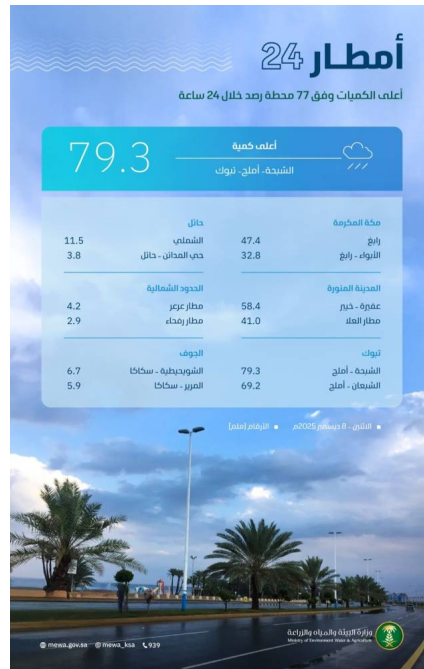 أمطار 24
أعلى الكميات وفق 77 محطة رصد خلال 24 ساعة
أعلى كمية
الشبحة، أملج، تبوك
79.3
مكة المكرمة
رابغ 47.4
الأبواء - رابغ 32.8
حائل
الشملي 11.5
حي المدائن - حائل 3.8
المدينة المنورة
عفيرة - خيبر 58.4
مطار العلا 41.0
الحدود الشمالية
مطار عرعر 4.2
مطار رفحاء 2.9
تبوك
الشبحة - أملج 79.3
الشبعان - أملج 69.2
الجوف
الشويحيطية - سكاكا 6.7
المرير - سكاكا 5.9
الاثنين - 8 ديسمبر 2025م
الأرقام (ملم)
وزارة البيئة والمياه والزراعة
Ministry of Environment Water & Agriculture
mewa.gov.sa @mewa_ksa 939